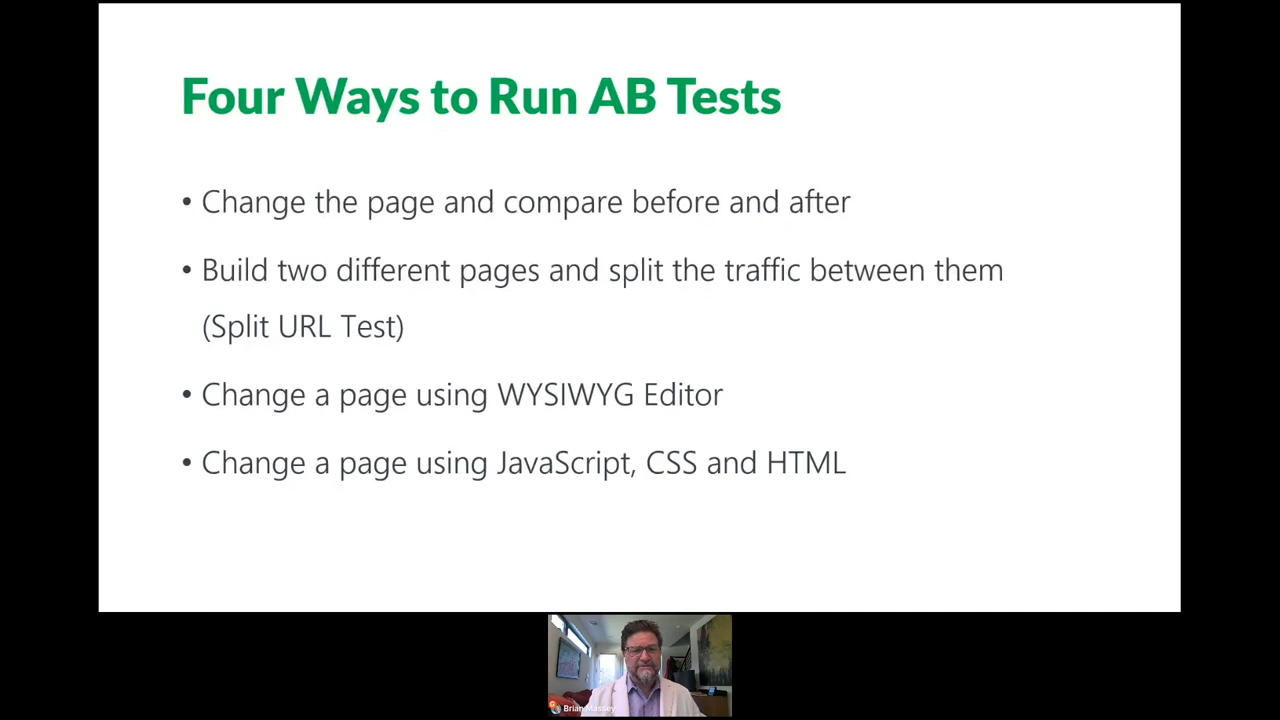 Four Ways to Run AB Tests
• Change the page and compare before and after
• Build two different pages and split the traffic between them
(Split URL Test)
• Change a page using WYSIWYG Editor
• Change a page using JavaScript, CSS and HTML
Brian Massey